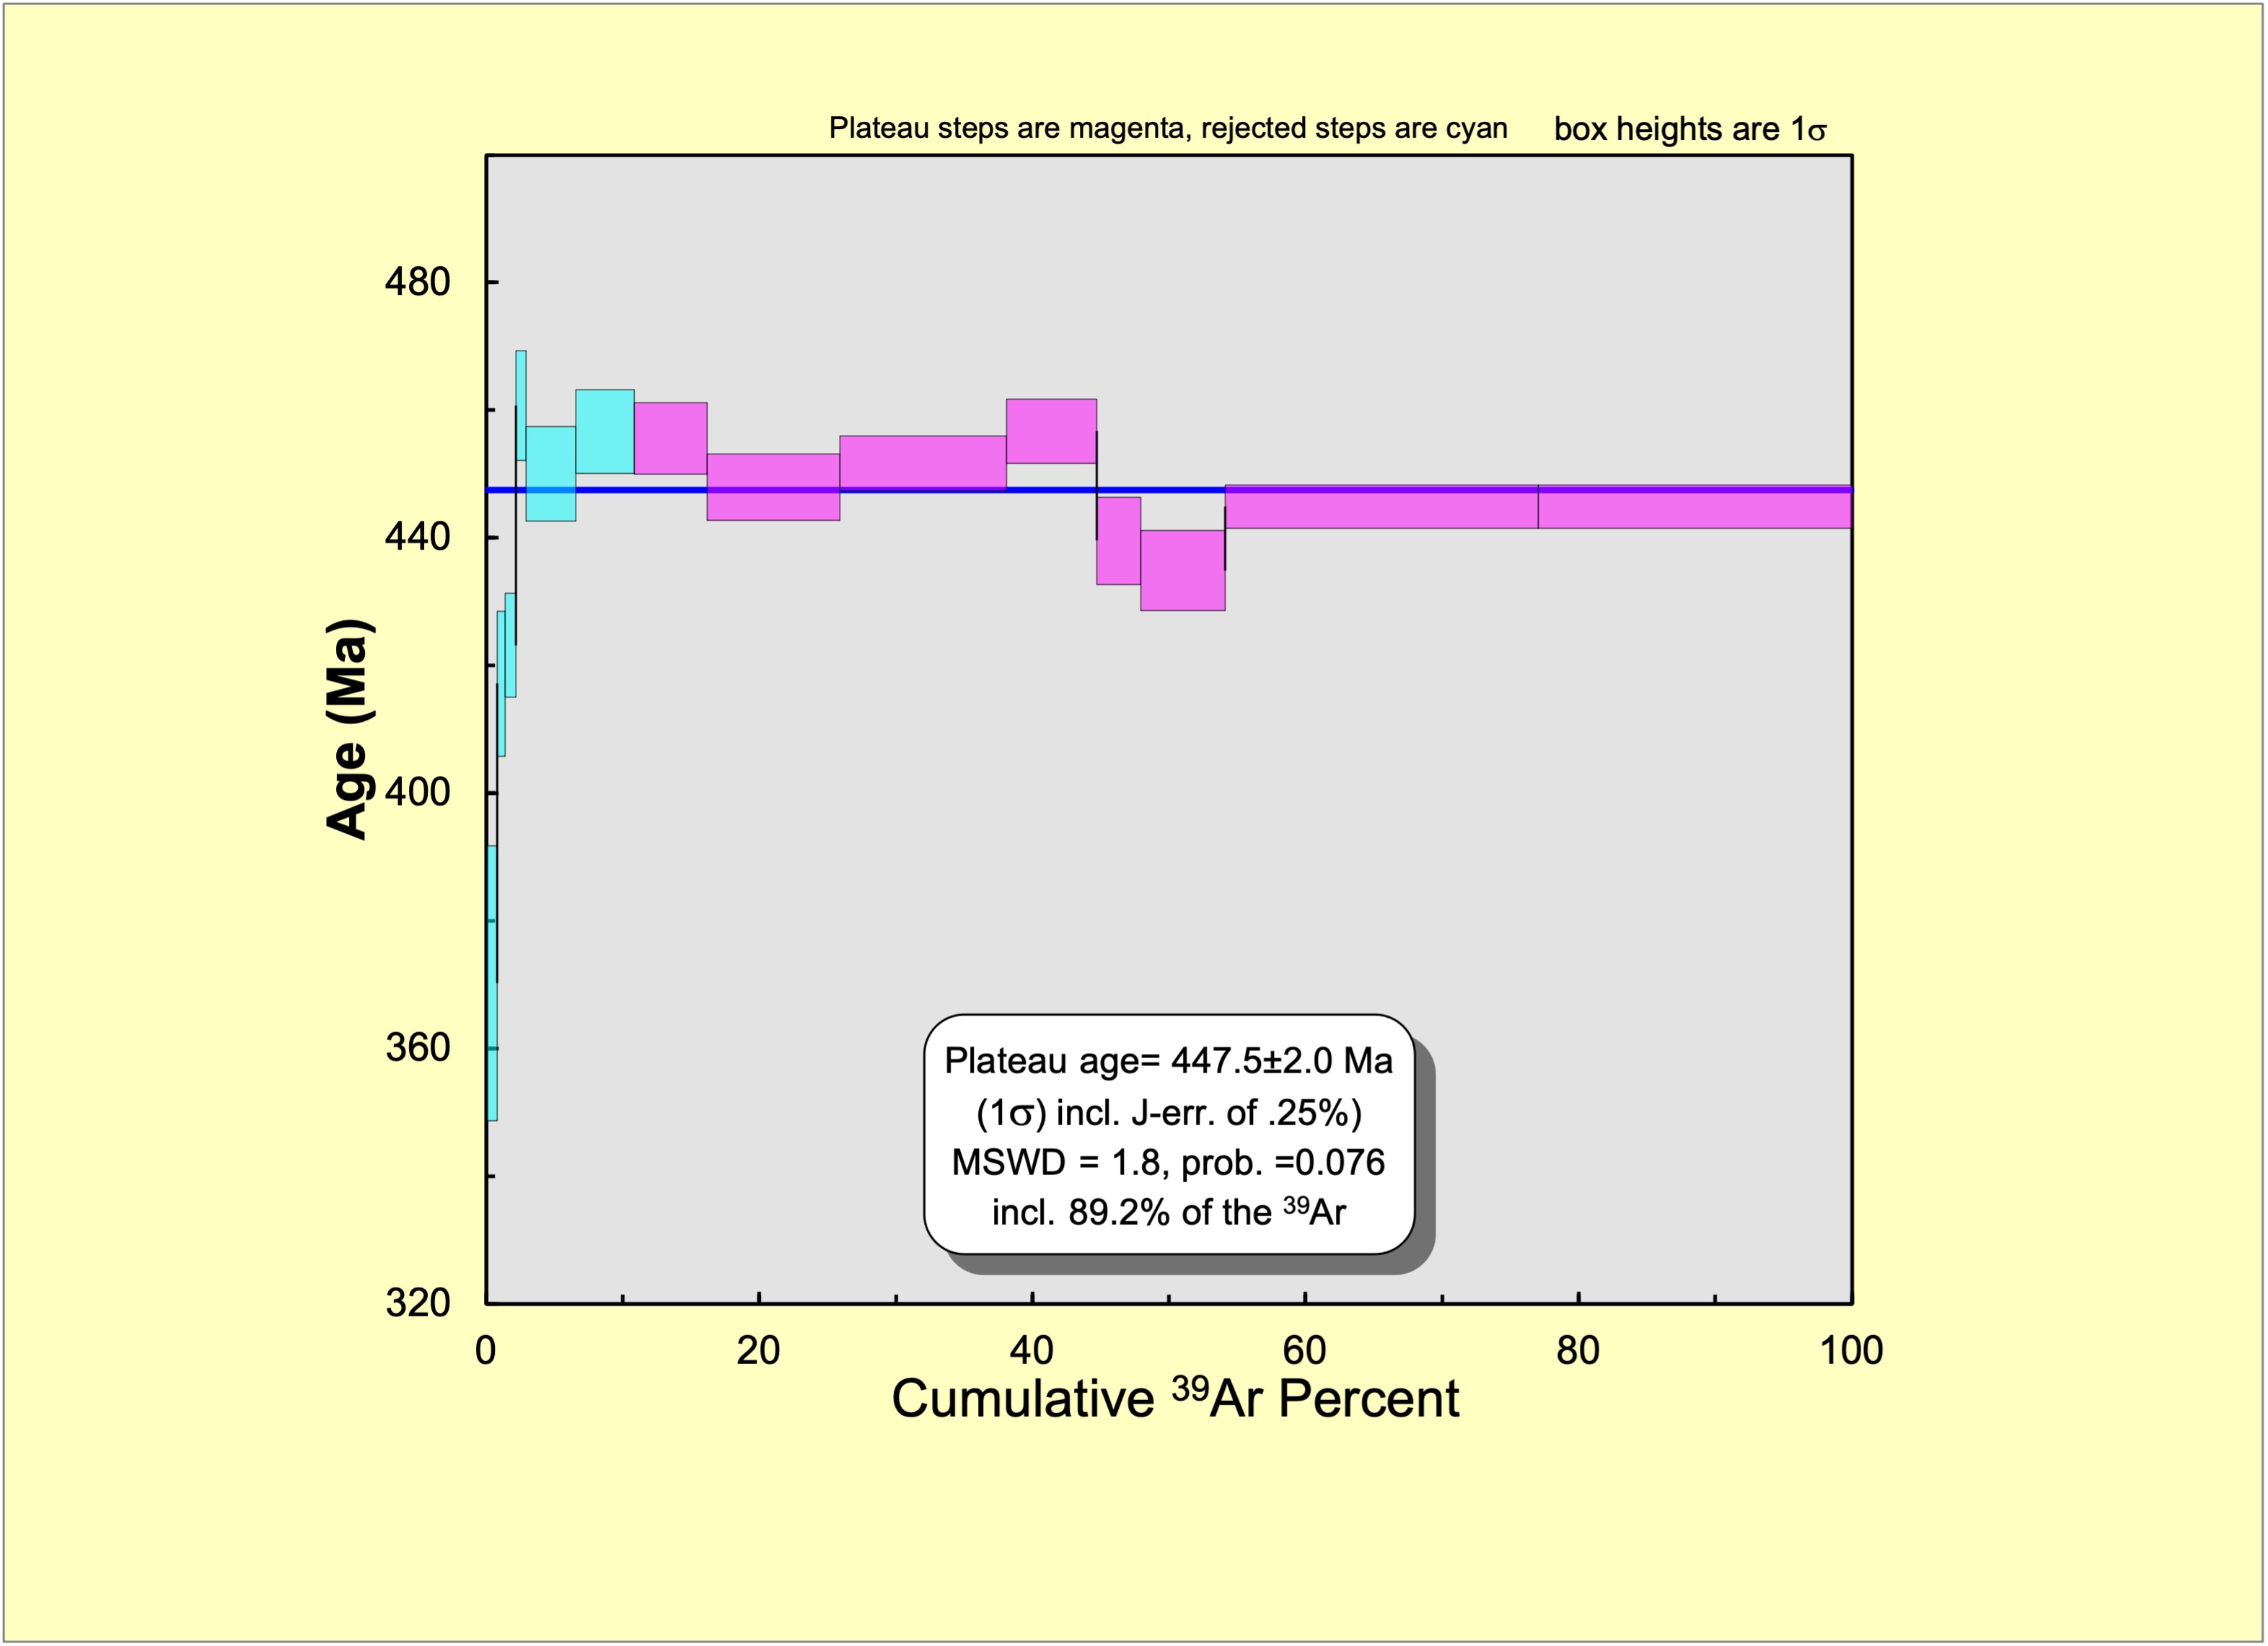 Plateau steps are magenta, rejected steps are cyan box heights are 1σ
480
440
400
360
320
Age (Ma)
Plateau age= 447.5±2.0 Ma
(1σ) incl. J-err. of .25%)
MSWD = 1.8, prob. =0.076
incl. 89.2% of the ³⁹Ar
0 20 40 60 80 100
Cumulative ³⁹Ar Percent